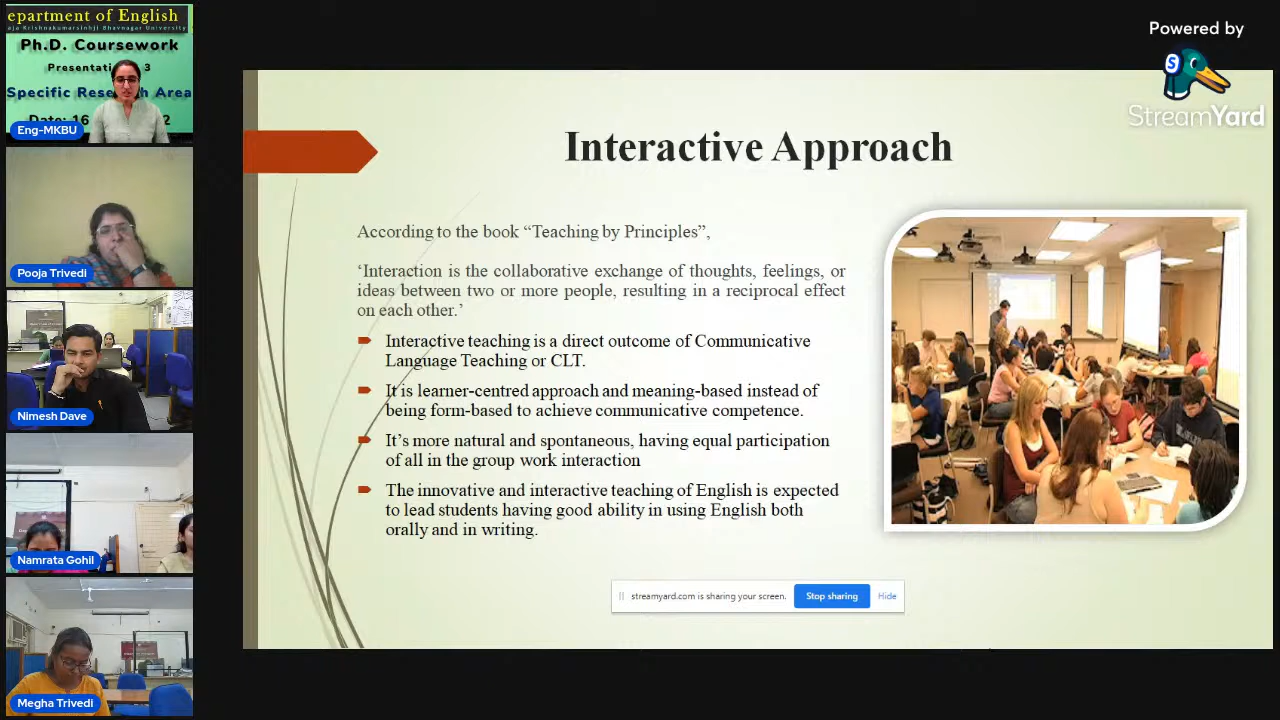 epartment of English
aja Krishnakumarsinhji Bhavnagar University
Ph.D. Coursework
3
Specific Area
Date: 16
Eng-MKBU
Pooja Trivedi
Nimesh Dave
Namrata Gohil
Megha Trivedi
Powered by
StreamYard
Interactive Approach
According to the book “Teaching by Principles”,
‘Interaction is the collaborative exchange of thoughts, feelings, or
ideas between two or more people, resulting in a reciprocal effect
on each other.’
Interactive teaching is a direct outcome of Communicative
Language Teaching or CLT.
It is learner-centred approach and meaning-based instead of
being form-based to achieve communicative competence.
It’s more natural and spontaneous, having equal participation
of all in the group work interaction
The innovative and interactive teaching of English is expected
to lead students having good ability in using English both
orally and in writing.
streamyard.com is sharing your screen.
Stop sharing
Hide